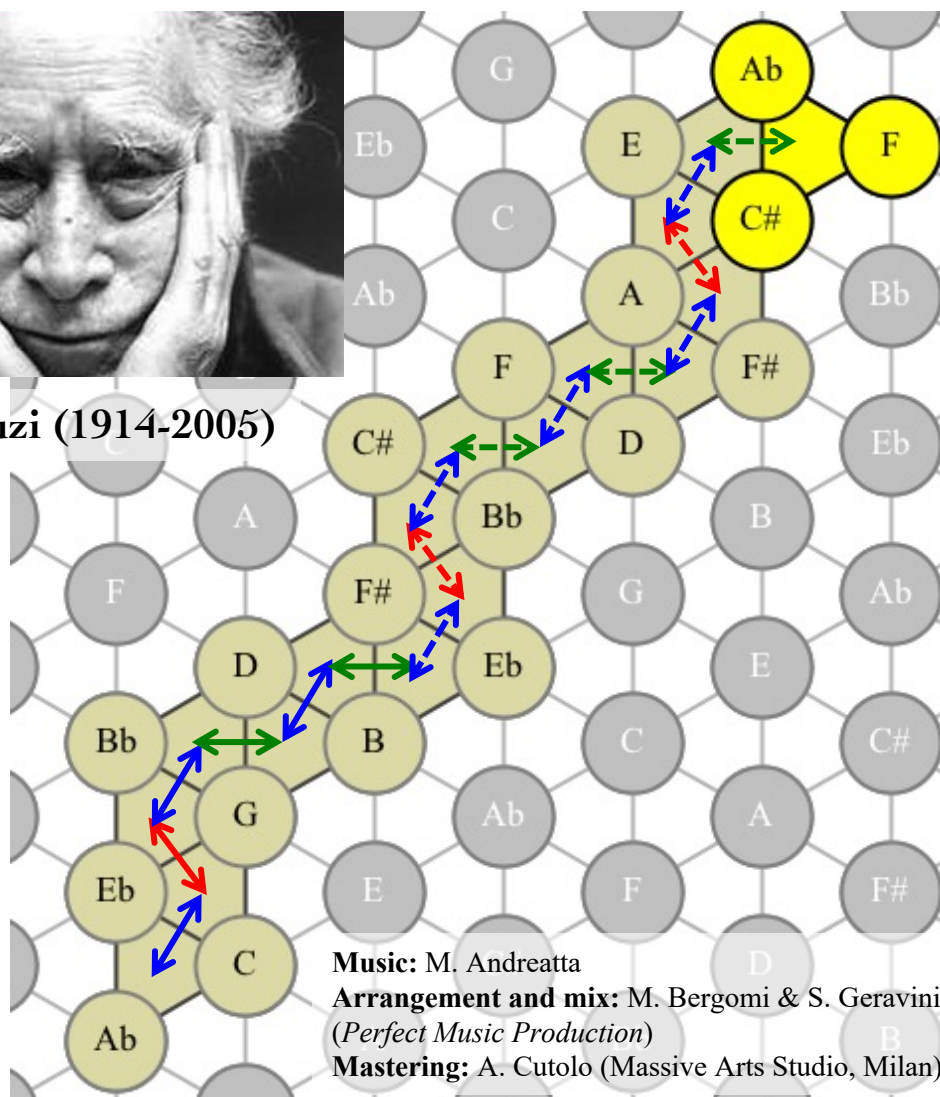 G Ab
Eb E F
C C#
Ab A Bb
F F#
uzi (1914-2005)
C C# D Eb
A Bb B
F F# G Ab
D Eb E
Bb B C C#
G Ab A
Eb E F F#
C D
Music: M. Andreatta
Arrangement and mix: M. Bergomi & S. Geravini
(Perfect Music Production)
Ab B
Mastering: A. Cutolo (Massive Arts Studio, Milan)